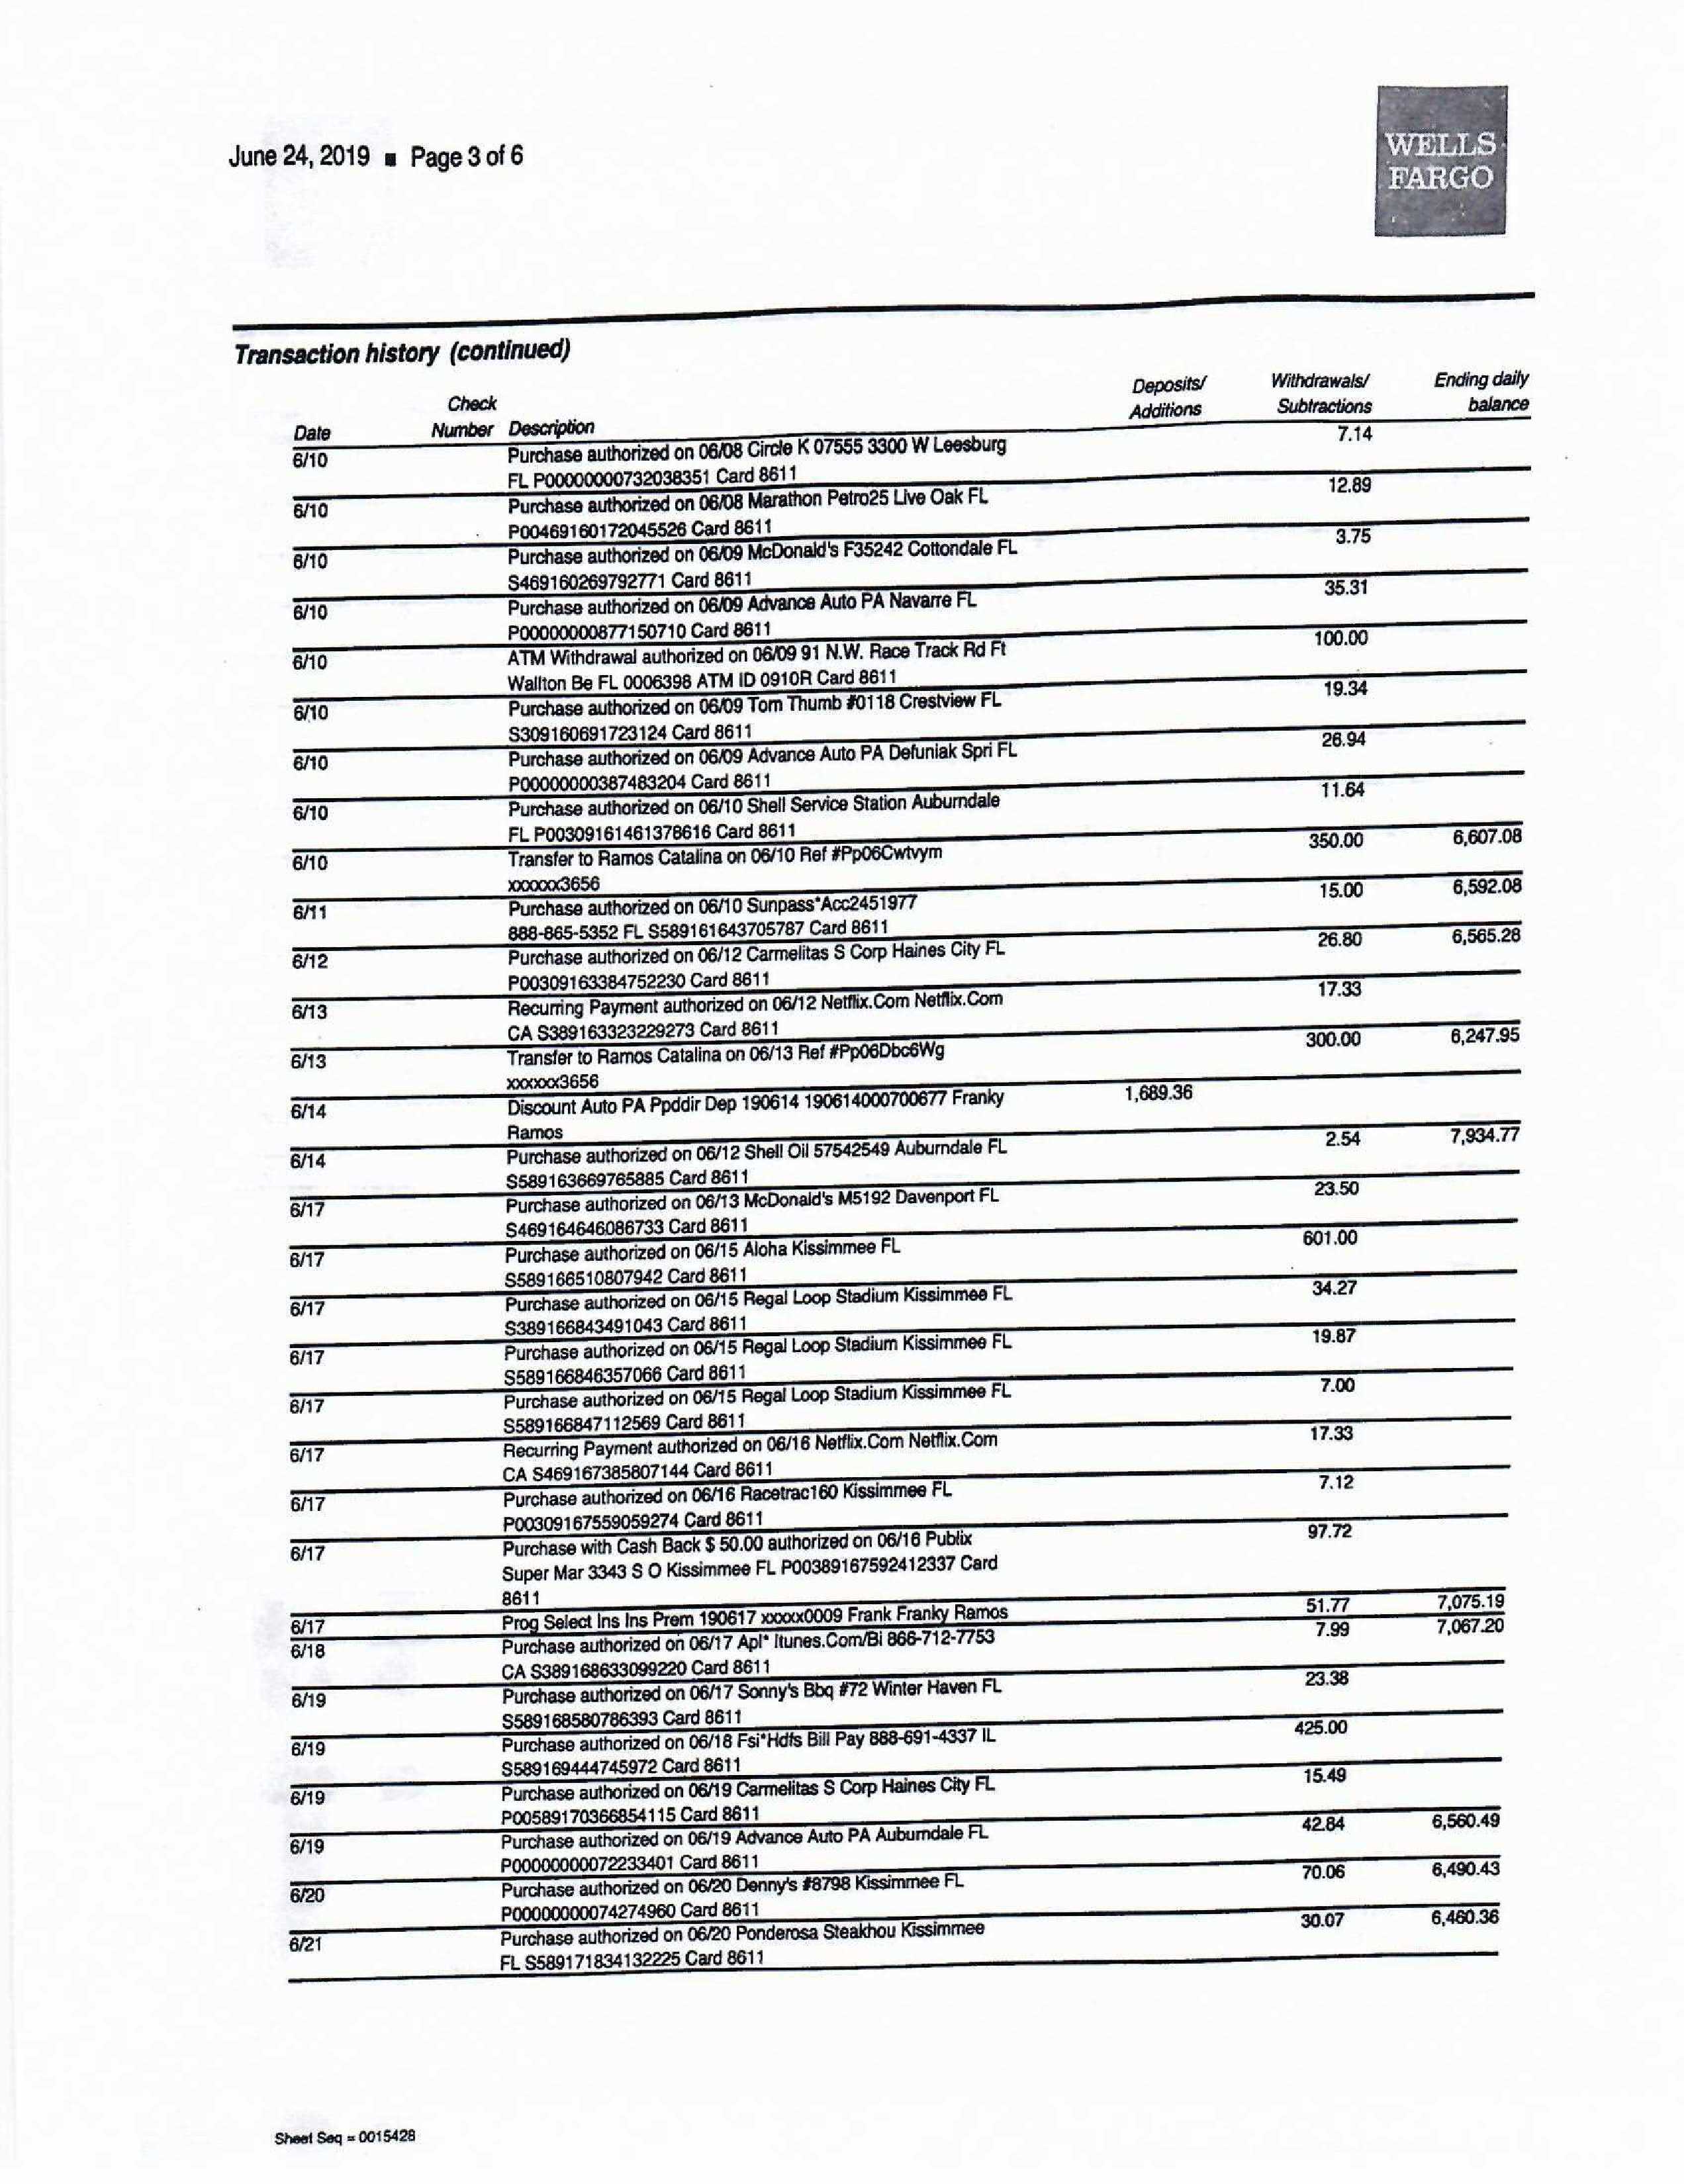 June 24, 2019 ■ Page 3 of 6
WELLS
FARGO
Transaction history (continued)
Check Deposits/ Withdrawals/ Ending daily
Date Number Description Additions Subtractions balance
6/10 Purchase authorized on 06/08 Circle K 07555 3300 W Leesburg 7.14
FL P00000000732038351 Card 8611
6/10 Purchase authorized on 06/08 Marathon Petro25 Live Oak FL 12.89
P00469160172045526 Card 8611
6/10 Purchase authorized on 06/09 McDonald's F35242 Cottondale FL 3.75
S469160269792771 Card 8611
6/10 Purchase authorized on 06/09 Advance Auto PA Navarre FL 35.31
P00000000877150710 Card 8611
6/10 ATM Withdrawal authorized on 06/09 91 N.W. Race Track Rd Ft 100.00
Wallton Be FL 0006398 ATM ID 0910R Card 8611
6/10 Purchase authorized on 06/09 Tom Thumb #0118 Crestview FL 19.34
S309160691723124 Card 8611
6/10 Purchase authorized on 06/09 Advance Auto PA Defuniak Spri FL 26.94
P00000000387483204 Card 8611
6/10 Purchase authorized on 06/10 Shell Service Station Auburndale 11.64
FL P00309161461378616 Card 8611
6/10 Transfer to Ramos Catalina on 06/10 Ref #Pp06Cwtvym 350.00 6,607.08
xxxxxx3656
6/11 Purchase authorized on 06/10 Sunpass*Acc2451977 15.00 6,592.08
888-865-5352 FL S589161643705787 Card 8611
6/12 Purchase authorized on 06/12 Carmelitas S Corp Haines City FL 26.80 6,565.28
P00309163384752230 Card 8611
6/13 Recurring Payment authorized on 06/12 Netflix.Com Netflix.Com 17.33
CA S389163323229273 Card 8611
6/13 Transfer to Ramos Catalina on 06/13 Ref #Pp06Dbc6Wg 300.00 6,247.95
xxxxxx3656
6/14 Discount Auto PA Ppddir Dep 190614 190614000700677 Franky 1,689.36
Ramos
6/14 Purchase authorized on 06/12 Shell Oil 57542549 Auburndale FL 2.54 7,934.77
S589163669765885 Card 8611
6/17 Purchase authorized on 06/13 McDonald's M5192 Davenport FL 23.50
S469164646086733 Card 8611
6/17 Purchase authorized on 06/15 Aloha Kissimmee FL 601.00
S589166510807942 Card 8611
6/17 Purchase authorized on 06/15 Regal Loop Stadium Kissimmee FL 34.27
S389166843491043 Card 8611
6/17 Purchase authorized on 06/15 Regal Loop Stadium Kissimmee FL 19.87
S589166846357066 Card 8611
6/17 Purchase authorized on 06/15 Regal Loop Stadium Kissimmee FL 7.00
S589166847112569 Card 8611
6/17 Recurring Payment authorized on 06/16 Netflix.Com Netflix.Com 17.33
CA S469167385807144 Card 8611
6/17 Purchase authorized on 06/16 Racetrac160 Kissimmee FL 7.12
P00309167559059274 Card 8611
6/17 Purchase with Cash Back $ 50.00 authorized on 06/16 Publix 97.72
Super Mar 3343 S O Kissimmee FL P00389167592412337 Card
8611
6/17 Prog Select Ins Ins Prem 190617 xxxxx0009 Frank Franky Ramos 51.77 7,075.19
6/18 Purchase authorized on 06/17 Apl* Itunes.Com/Bi 866-712-7753 7.99 7,067.20
CA S389168633099220 Card 8611
6/19 Purchase authorized on 06/17 Sonny's Bbq #72 Winter Haven FL 23.38
S589168580786393 Card 8611
6/19 Purchase authorized on 06/18 Fsi*Hdfs Bill Pay 888-691-4337 IL 425.00
S589169444745972 Card 8611
6/19 Purchase authorized on 06/19 Carmelitas S Corp Haines City FL 15.49
P00589170366854115 Card 8611
6/19 Purchase authorized on 06/19 Advance Auto PA Auburndale FL 42.84 6,560.49
P00000000072233401 Card 8611
6/20 Purchase authorized on 06/20 Denny's #8798 Kissimmee FL 70.06 6,490.43
P00000000074274960 Card 8611
6/21 Purchase authorized on 06/20 Ponderosa Steakhou Kissimmee 30.07 6,460.36
FL S589171834132225 Card 8611
Sheet Seq = 0015428